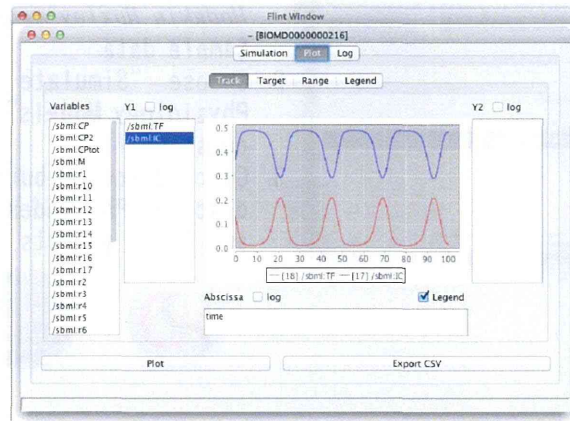 Flint Window
- [BIOMD0000000216]
Simulation Plot Log
Track Target Range Legend
Variables
/sbml.CP
/sbml.CP2
/sbml.CPtot
/sbml.M
/sbml.r1
/sbml.r10
/sbml.r11
/sbml.r12
/sbml.r13
/sbml.r14
/sbml.r15
/sbml.r16
/sbml.r17
/sbml.r2
/sbml.r3
/sbml.r4
/sbml.r5
/sbml.r6
Y1 log
/sbml.TF
/sbml.IC
0.5
0.4
0.3
0.2
0.1
0.0
0 10 20 30 40 50 60 70 80 90 100
[18] /sbml.TF [17] /sbml.IC
Y2 log
Abscissa log
Legend
time
Plot
Export CSV